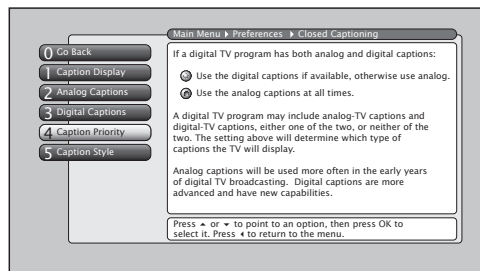 Main Menu ▸ Preferences ▸ Closed Captioning
0 Go Back
1 Caption Display
2 Analog Captions
3 Digital Captions
4 Caption Priority
5 Caption Style
If a digital TV program has both analog and digital captions:
Use the digital captions if available, otherwise use analog.
Use the analog captions at all times.
A digital TV program may include analog-TV captions and
digital-TV captions, either one of the two, or neither of the
two. The setting above will determine which type of
captions the TV will display.
Analog captions will be used more often in the early years
of digital TV broadcasting. Digital captions are more
advanced and have new capabilities.
Press ▴ or ▾ to point to an option, then press OK to
select it. Press ◂ to return to the menu.